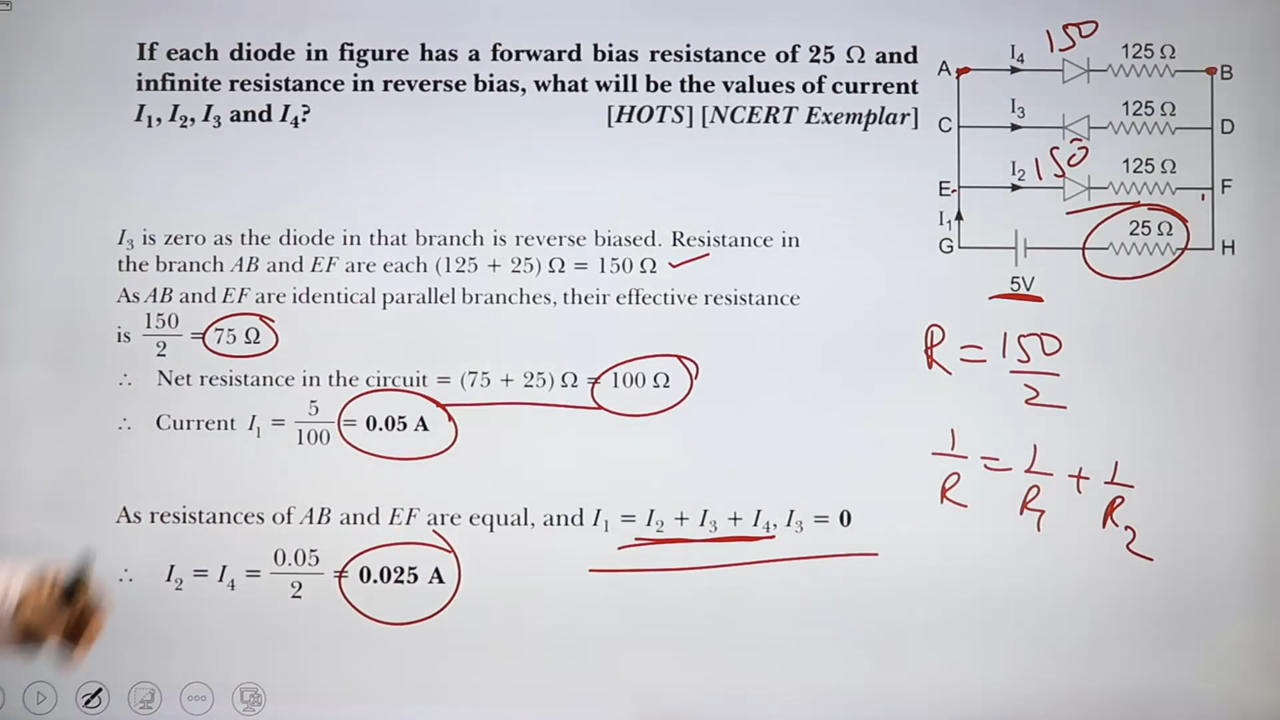 If each diode in figure has a forward bias resistance of 25 Ω and
infinite resistance in reverse bias, what will be the values of current
I₁, I₂, I₃ and I₄? [HOTS] [NCERT Exemplar]
I₄ 150 125 Ω
A B
I₃ 125 Ω
C D
I₂ 150 125 Ω
E F
I₁ 25 Ω
G H
5V
I₃ is zero as the diode in that branch is reverse biased. Resistance in
the branch AB and EF are each (125 + 25) Ω = 150 Ω
As AB and EF are identical parallel branches, their effective resistance
is 150/2 = 75 Ω
∴ Net resistance in the circuit = (75 + 25) Ω = 100 Ω
∴ Current I₁ = 5/100 = 0.05 A
As resistances of AB and EF are equal, and I₁ = I₂ + I₃ + I₄, I₃ = 0
∴ I₂ = I₄ = 0.05/2 = 0.025 A
R = 150/2
1/R = 1/R₁ + 1/R₂